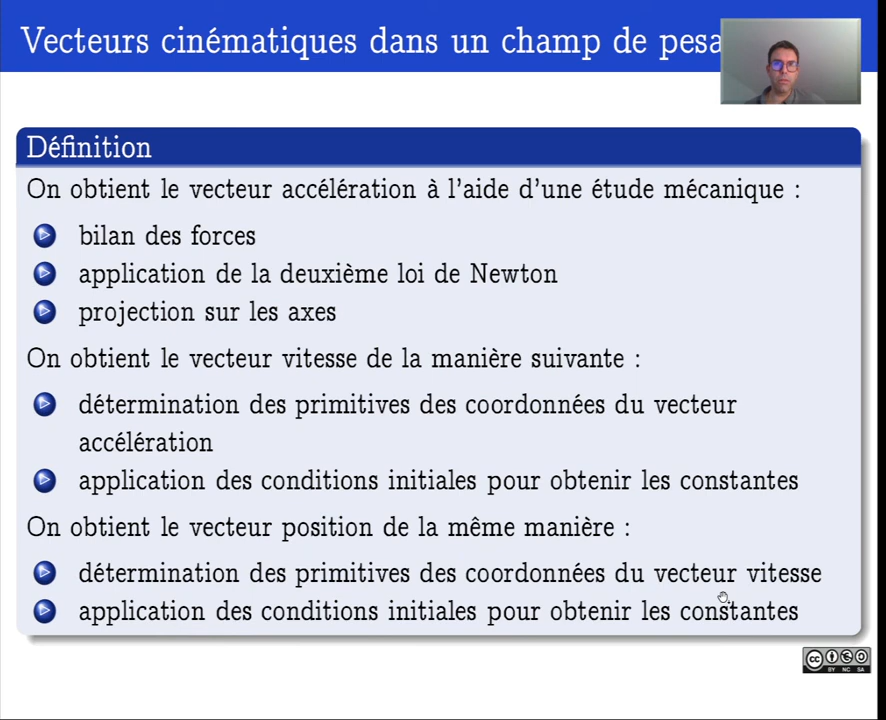 Vecteurs cinématiques dans un champ de pesa
Définition
On obtient le vecteur accélération à l'aide d'une étude mécanique :
bilan des forces
application de la deuxième loi de Newton
projection sur les axes
On obtient le vecteur vitesse de la manière suivante :
détermination des primitives des coordonnées du vecteur
accélération
application des conditions initiales pour obtenir les constantes
On obtient le vecteur position de la même manière :
détermination des primitives des coordonnées du vecteur vitesse
application des conditions initiales pour obtenir les constantes
cc
BY NC SA